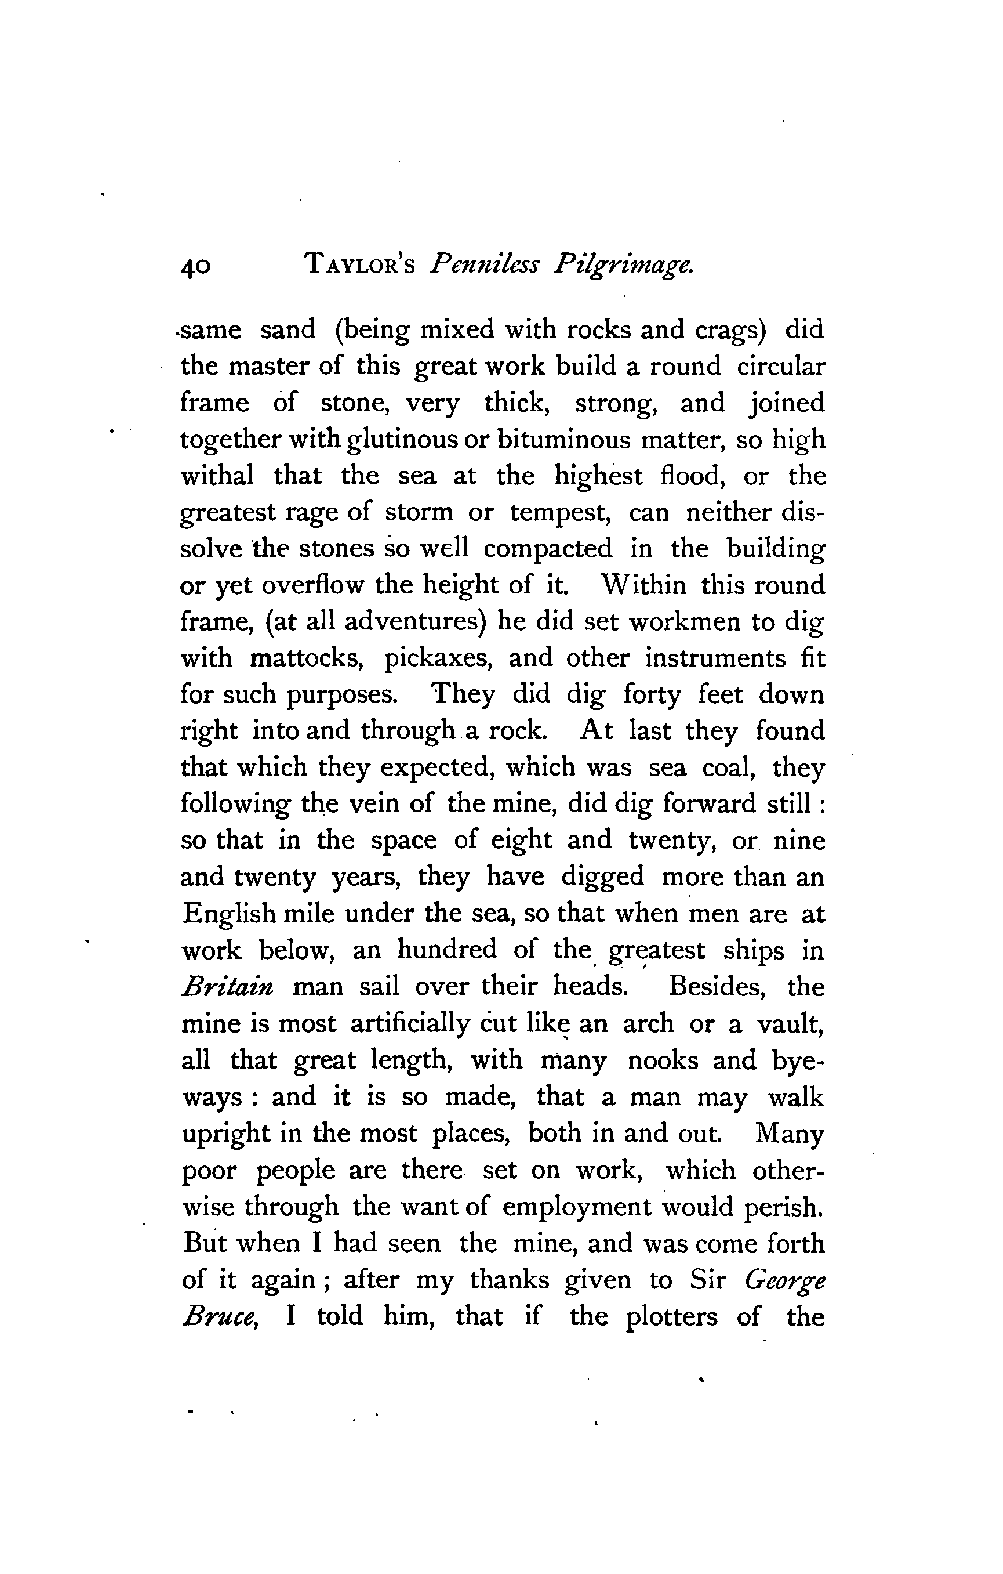 40 TAYLOR'S Penniless Pilgrimage.
same sand (being mixed with rocks and crags) did
the master of this great work build a round circular
frame of stone, very thick, strong, and joined
together with glutinous or bituminous matter, so high
withal that the sea at the highest flood, or the
greatest rage of storm or tempest, can neither dis-
solve the stones so well compacted in the building
or yet overflow the height of it. Within this round
frame, (at all adventures) he did set workmen to dig
with mattocks, pickaxes, and other instruments fit
for such purposes. They did dig forty feet down
right into and through a rock. At last they found
that which they expected, which was sea coal, they
following the vein of the mine, did dig forward still :
so that in the space of eight and twenty, or nine
and twenty years, they have digged more than an
English mile under the sea, so that when men are at
work below, an hundred of the greatest ships in
Britain man sail over their heads. Besides, the
mine is most artificially cut like an arch or a vault,
all that great length, with many nooks and bye-
ways : and it is so made, that a man may walk
upright in the most places, both in and out. Many
poor people are there set on work, which other-
wise through the want of employment would perish.
But when I had seen the mine, and was come forth
of it again ; after my thanks given to Sir George
Bruce, I told him, that if the plotters of the